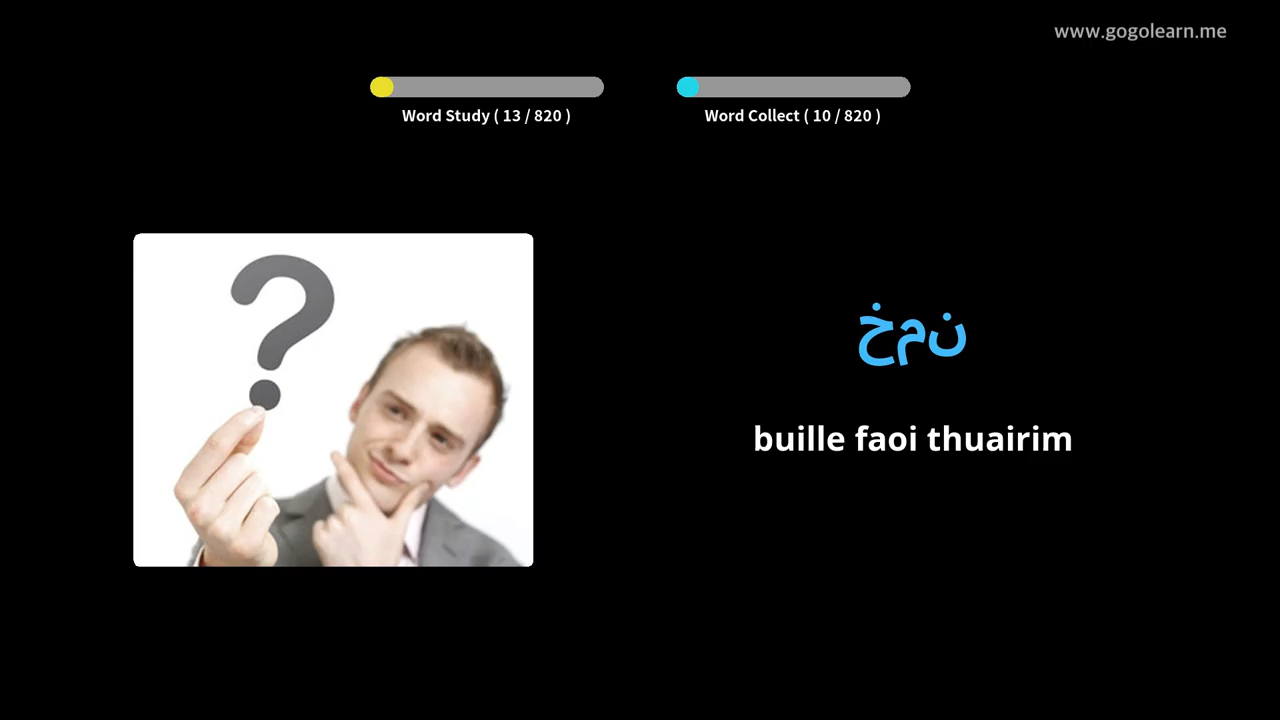 www.gogolearn.me
Word Study ( 13 / 820 )
Word Collect ( 10 / 820 )
خمن
buille faoi thuairim